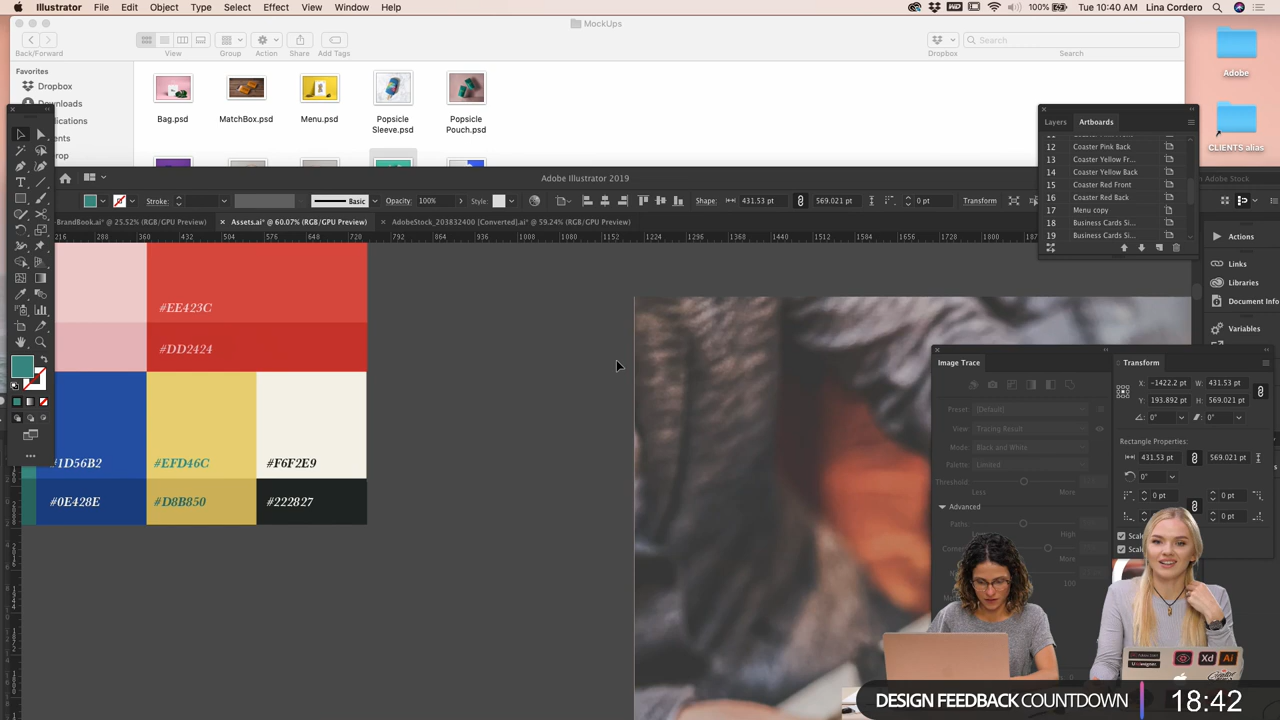 Illustrator File Edit Object Type Select Effect View Window Help 100% Tue 10:40 AM Lina Cordero
MockUps
Back/Forward View Group Action Share Add Tags Dropbox Search
Search
Favorites
Dropbox
Downloads
Bag.psd MatchBox.psd Menu.psd Popsicle Sleeve.psd Popsicle Pouch.psd
Adobe
CLIENTS alias
Layers Artboards
12 Coaster Pink Back
13 Coaster Yellow Fr...
14 Coaster Yellow Back
15 Coaster Red Front
16 Coaster Red Back
17 Menu copy
18 Business Cards Si...
19 Business Cards Si...
Adobe Illustrator 2019
Stroke: Basic Opacity: 100% Style: Shape: 431.53 pt 569.021 pt 0 pt Transform
BrandBook.ai* @ 25.52% (RGB/GPU Preview) × Assets.ai* @ 60.07% (RGB/GPU Preview) × AdobeStock_203832400 [Converted].ai* @ 59.24% (RGB/GPU Preview)
216 288 360 432 504 576 648 720 792 864 936 1008 1080 1152 1224 1296 1368 1440 1512 1584 1656 1728 1800
Actions
Links
Libraries
Document Info
Variables
#EE423C
#DD2424
#1D56B2 #EFD46C #F6F2E9
#0E428E #D8B850 #222827
Image Trace
Preset: [Default]
View: Tracing Result
Mode: Black and White
Palette: Limited
Threshold:
Less More
Advanced
Paths:
High
More
100
Transform
X: -1422.2 pt W: 431.53 pt
Y: 193.892 pt H: 569.021 pt
0° 0°
Rectangle Properties:
431.53 pt 569.021 pt
0°
0 pt 0 pt
0 pt
Xd Ai
DESIGN FEEDBACK COUNTDOWN 18:42